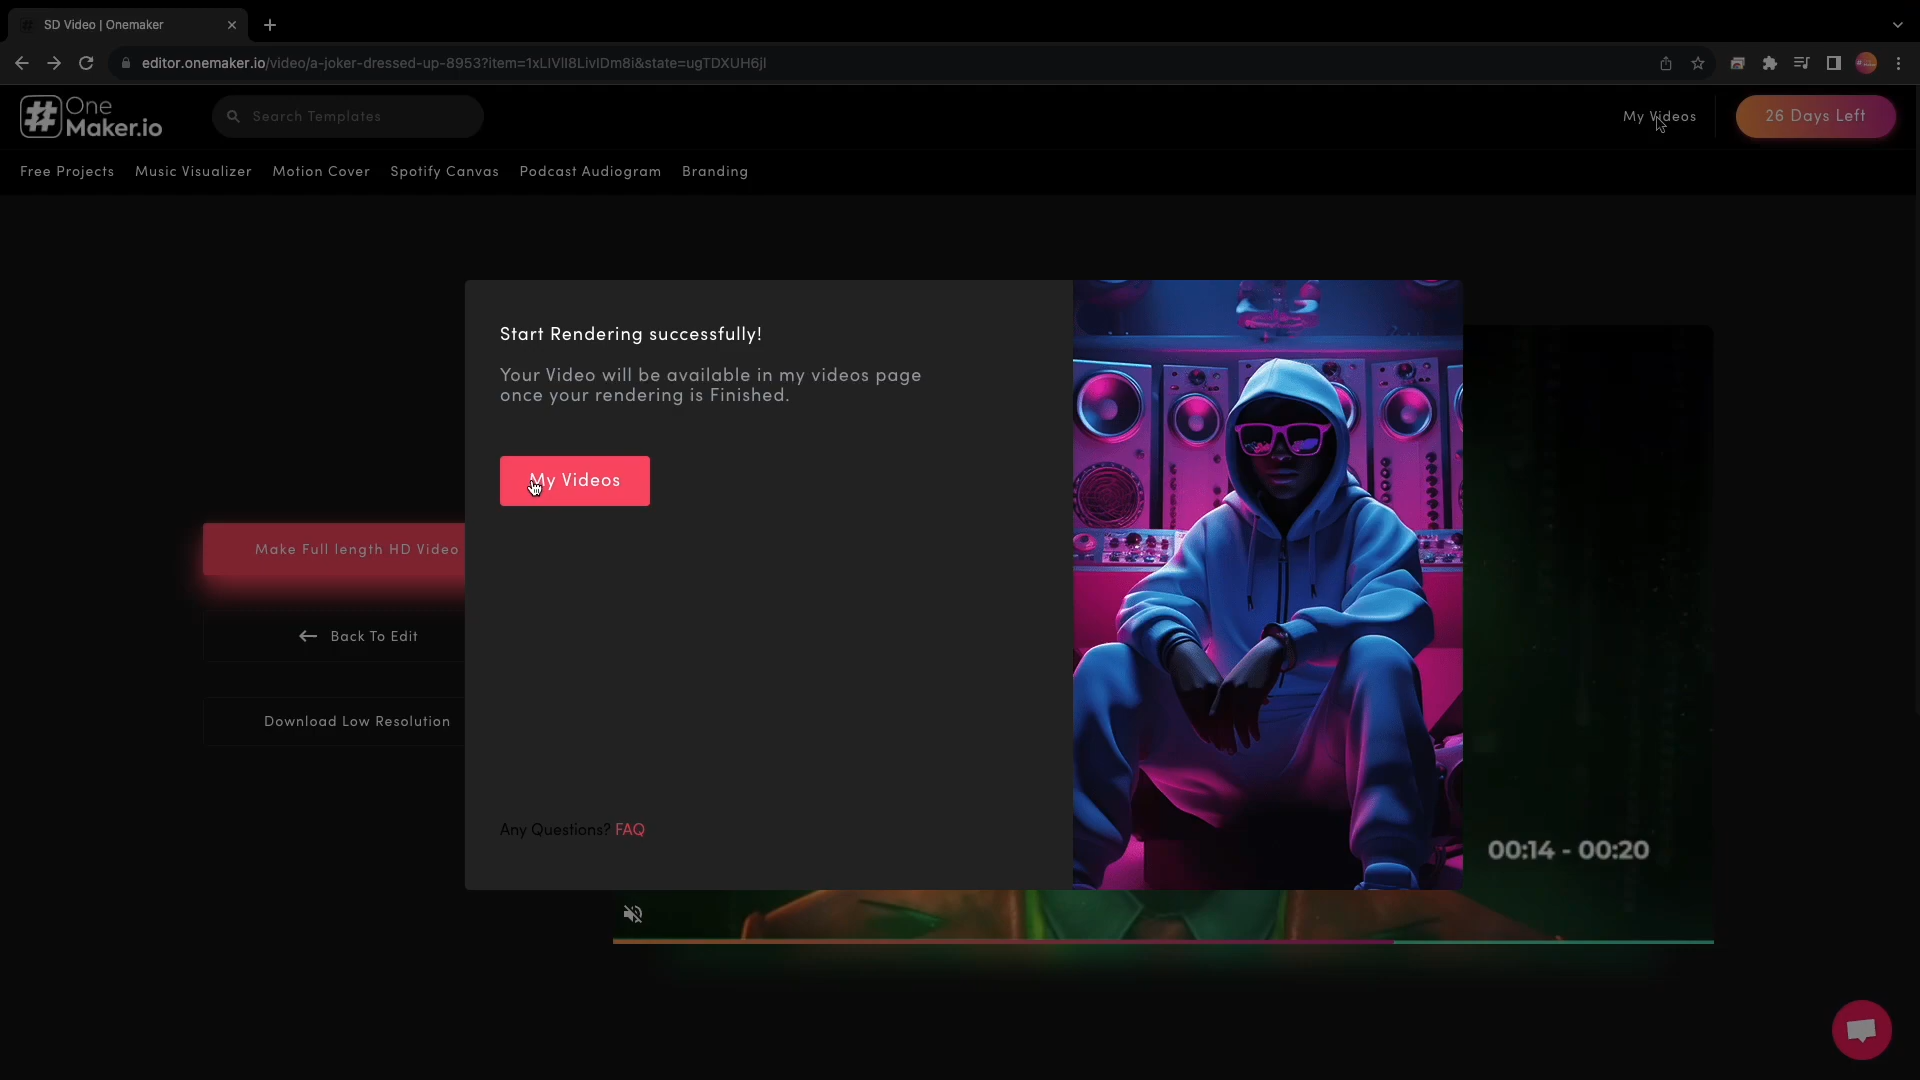 SD Video | Onemaker
editor.onemaker.io/video/a-joker-dressed-up-8953?item=1xLIVII8LivIDm8i&state=ugTDXUH6jI
One
Maker.io
Search Templates
My Videos
26 Days Left
Free Projects
Music Visualizer
Motion Cover
Spotify Canvas
Podcast Audiogram
Branding
Start Rendering successfully!
Your Video will be available in my videos page
once your rendering is Finished.
My Videos
Make Full length HD Video
Back To Edit
Download Low Resolution
Any Questions? FAQ
00:14 - 00:20